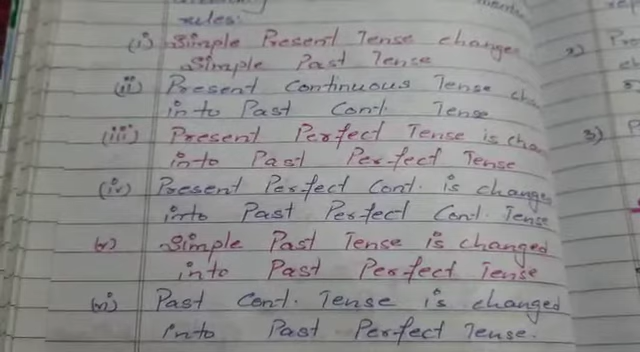 rules:
(i) Simple Present Tense changes
Simple Past Tense
(ii) Present Continuous Tense
into Past Cont. Tense
(iii) Present Perfect Tense is
into Past Perfect Tense
(iv) Present Perfect Cont. is changed
into Past Perfect Cont. Tense
(v) Simple Past Tense is changed
into Past Perfect Tense
(vi) Past Cont. Tense is changed
into Past Perfect Tense.
3)